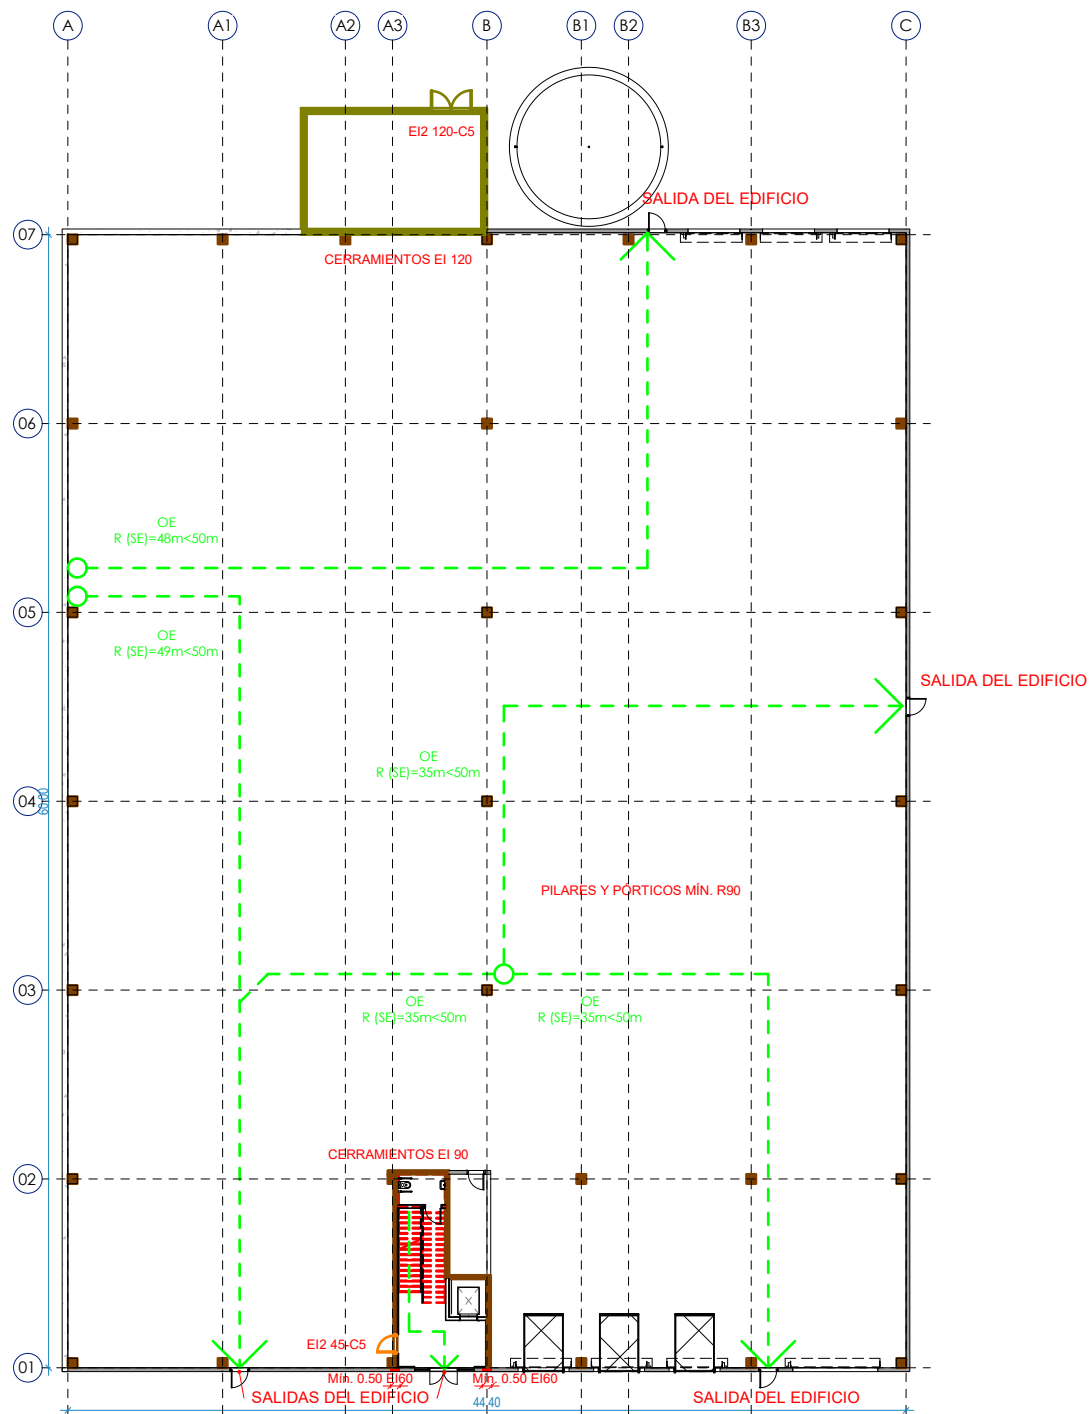 A
A1
A2
A3
B
B1
B2
B3
C
EI2 120-C5
SALIDA DEL EDIFICIO
07
CERRAMIENTOS EI 120
06
OE
R (SE)=48m<50m
05
OE
R (SE)=49m<50m
SALIDA DEL EDIFICIO
OE
R (SE)=35m<50m
04
60.00
PILARES Y PÓRTICOS MÍN. R90
03
OE
R (SE)=35m<50m
OE
R (SE)=35m<50m
CERRAMIENTOS EI 90
02
X
EI2 45-C5
01
Mín. 0.50 EI60
Mín. 0.50 EI60
SALIDAS DEL EDIFICIO
SALIDA DEL EDIFICIO
44.40